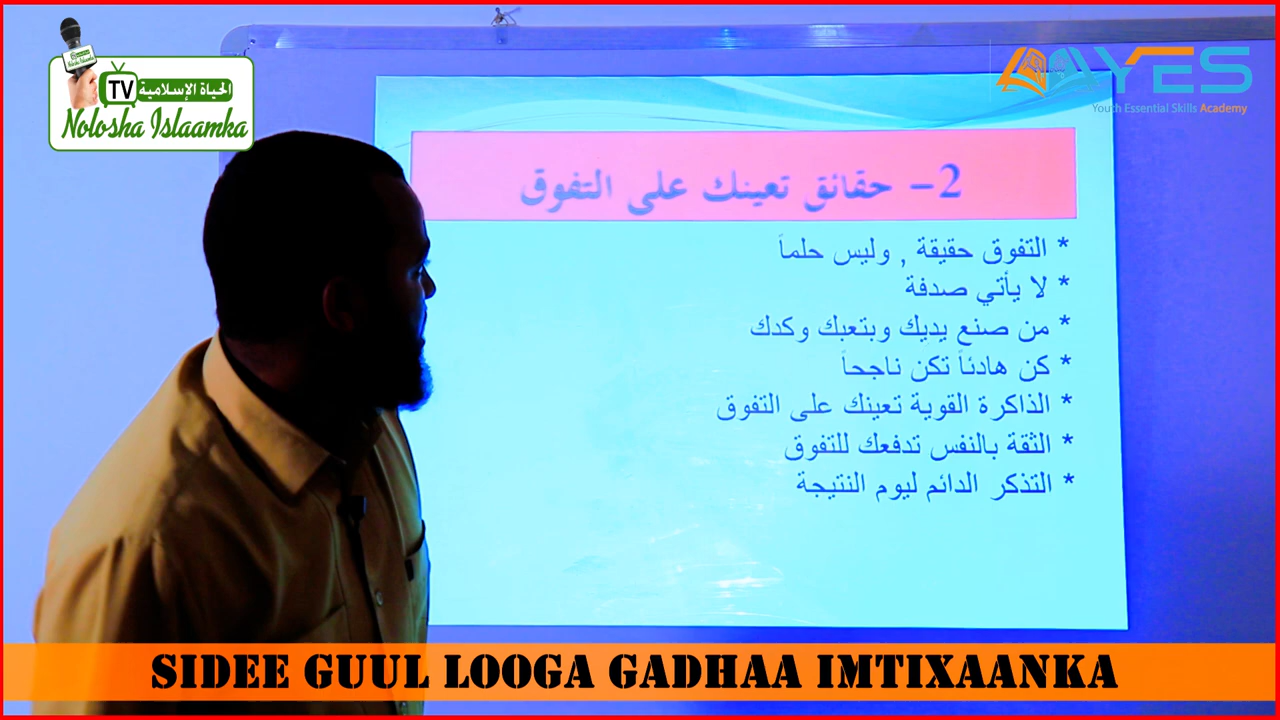 TV الحياة الإسلامية
Nolosha Islaamka
AYES
Youth Essential Skills Academy
2- حقائق تعينك على التفوق
* التفوق حقيقة , وليس حلماً
* لا يأتي صدفة
* من صنع يديك وبتعبك وكدك
* كن هادئاً تكن ناجحاً
* الذاكرة القوية تعينك على التفوق
* الثقة بالنفس تدفعك للتفوق
* التذكر الدائم ليوم النتيجة
SIDEE GUUL LOOGA GADHAA IMTIXAANKA